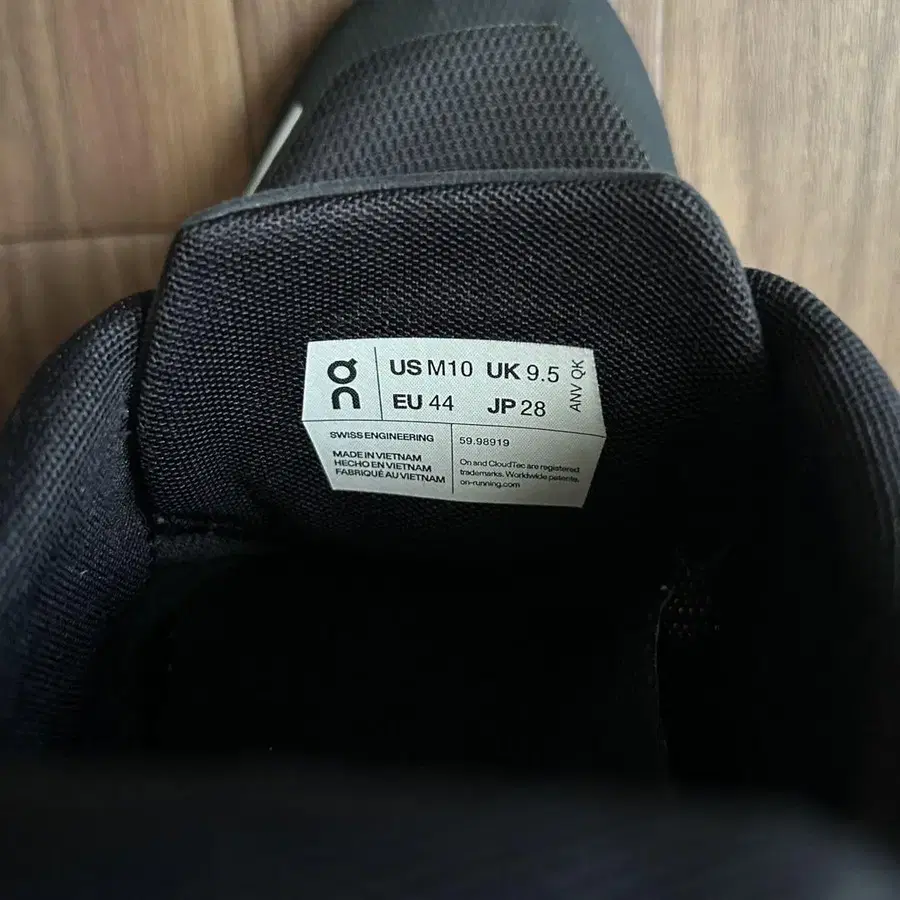 on
US M10 UK 9.5
EU 44 JP 28
ANV QK
SWISS ENGINEERING
59.98919
MADE IN VIETNAM
HECHO EN VIETNAM
FABRIQUÉ AU VIETNAM
On and CloudTec are registered
trademarks. Worldwide patents.
on-running.com